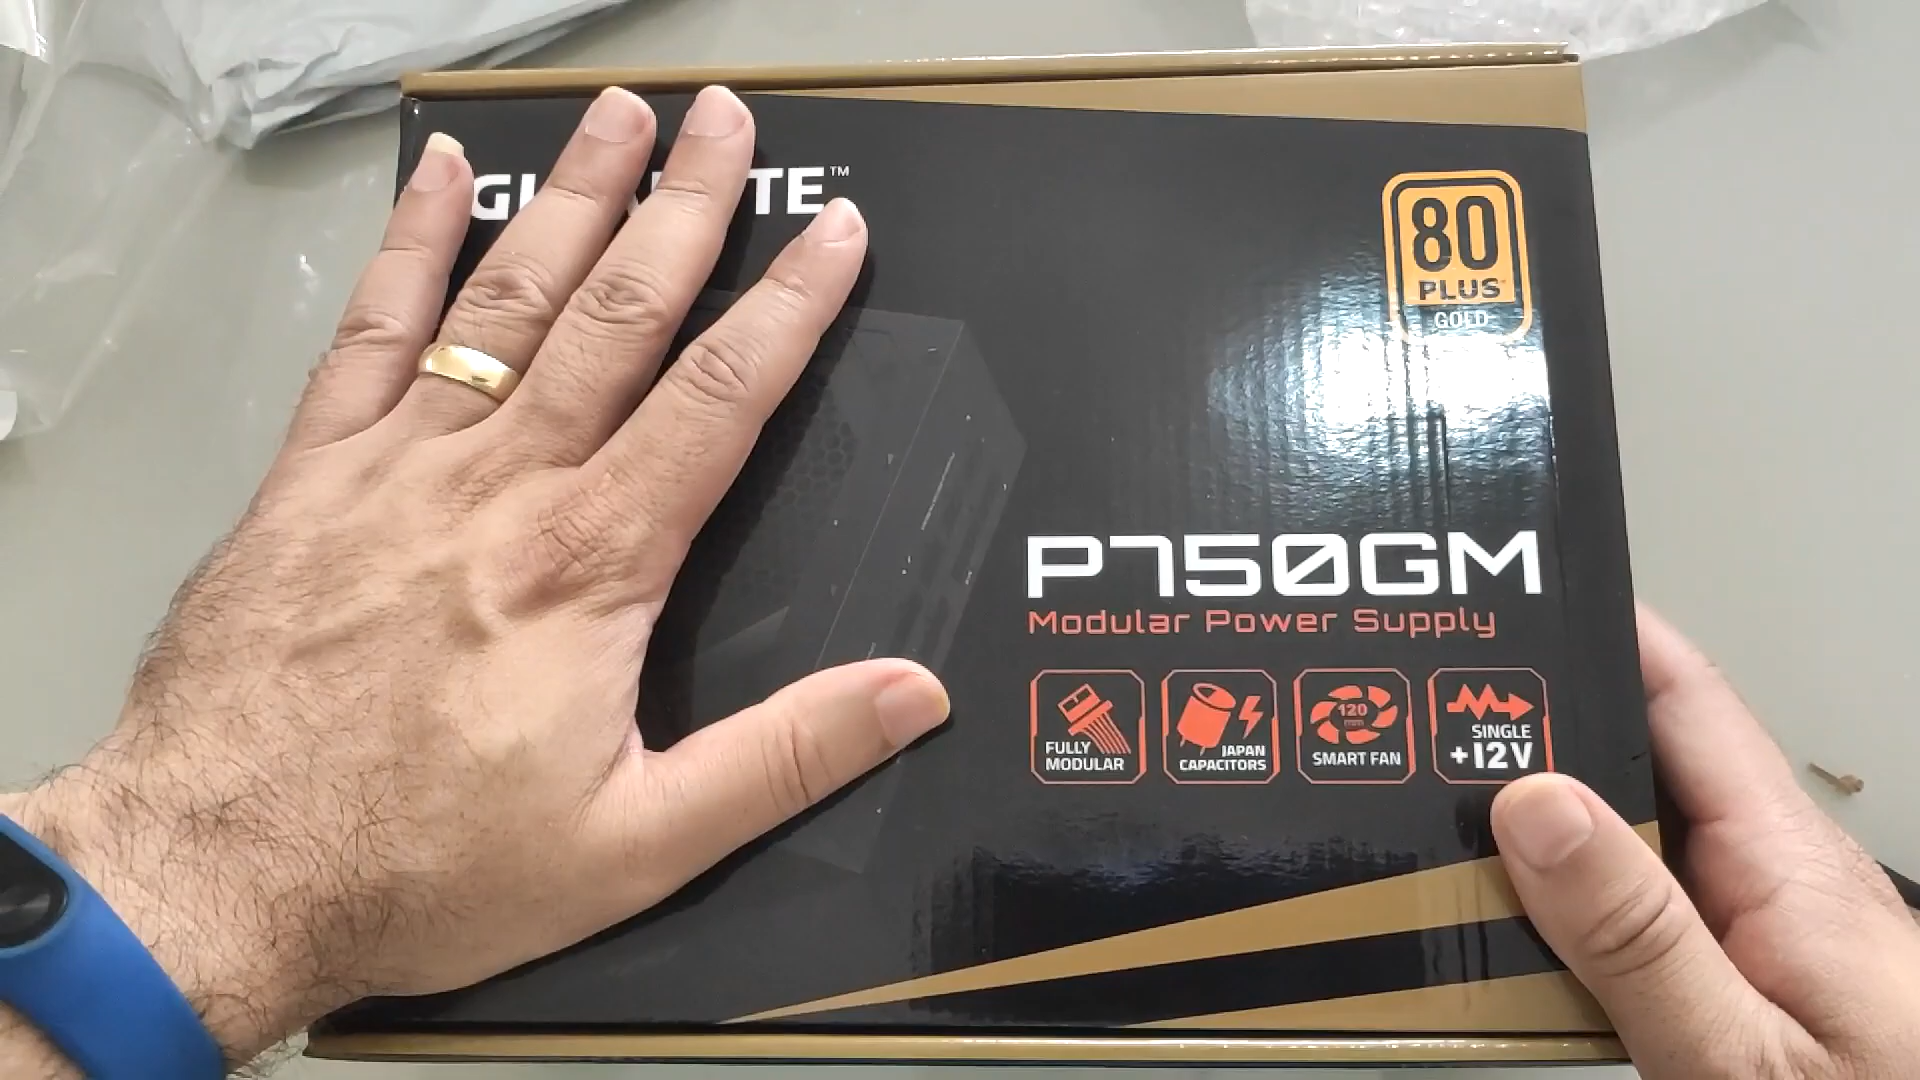 80
PLUS
GOLD
P750GM
Modular Power Supply
FULLY
MODULAR
JAPAN
CAPACITORS
120
mm
SMART FAN
SINGLE
+12V